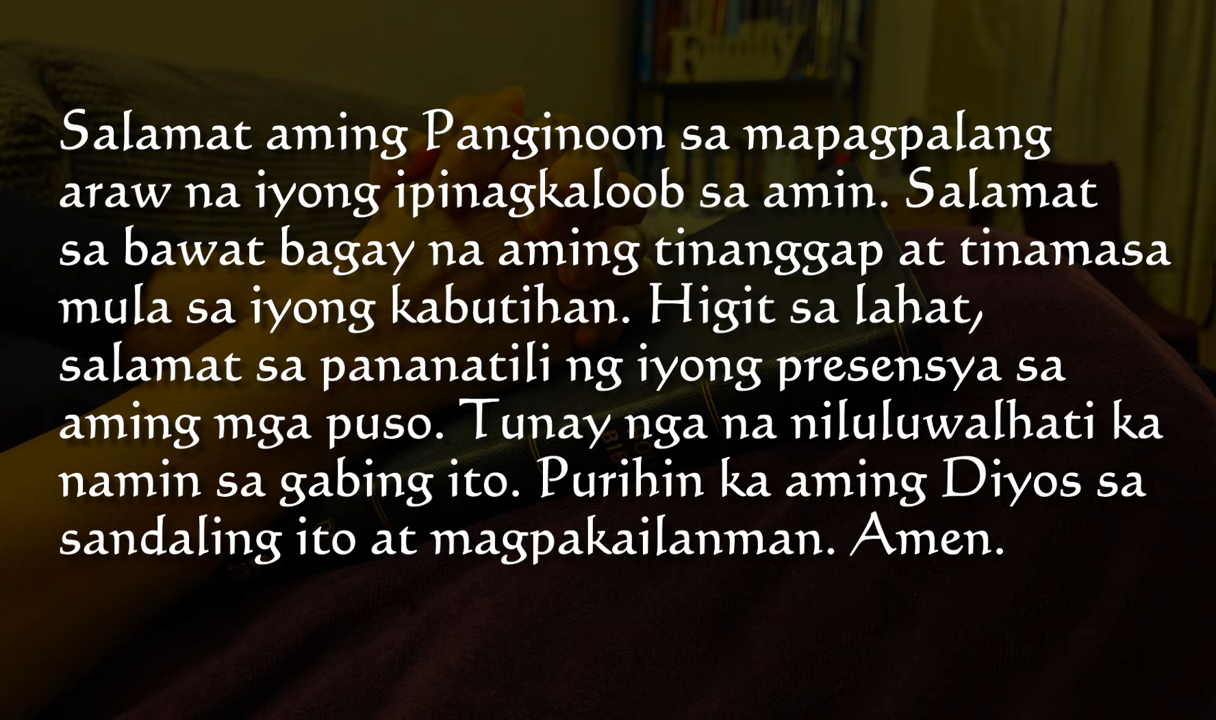 Family
Salamat aming Panginoon sa mapagpalang
araw na iyong ipinagkaloob sa amin. Salamat
sa bawat bagay na aming tinanggap at tinamasa
mula sa iyong kabutihan. Higit sa lahat,
salamat sa pananatili ng iyong presensya sa
aming mga puso. Tunay nga na niluluwalhati ka
namin sa gabing ito. Purihin ka aming Diyos sa
sandaling ito at magpakailanman. Amen.